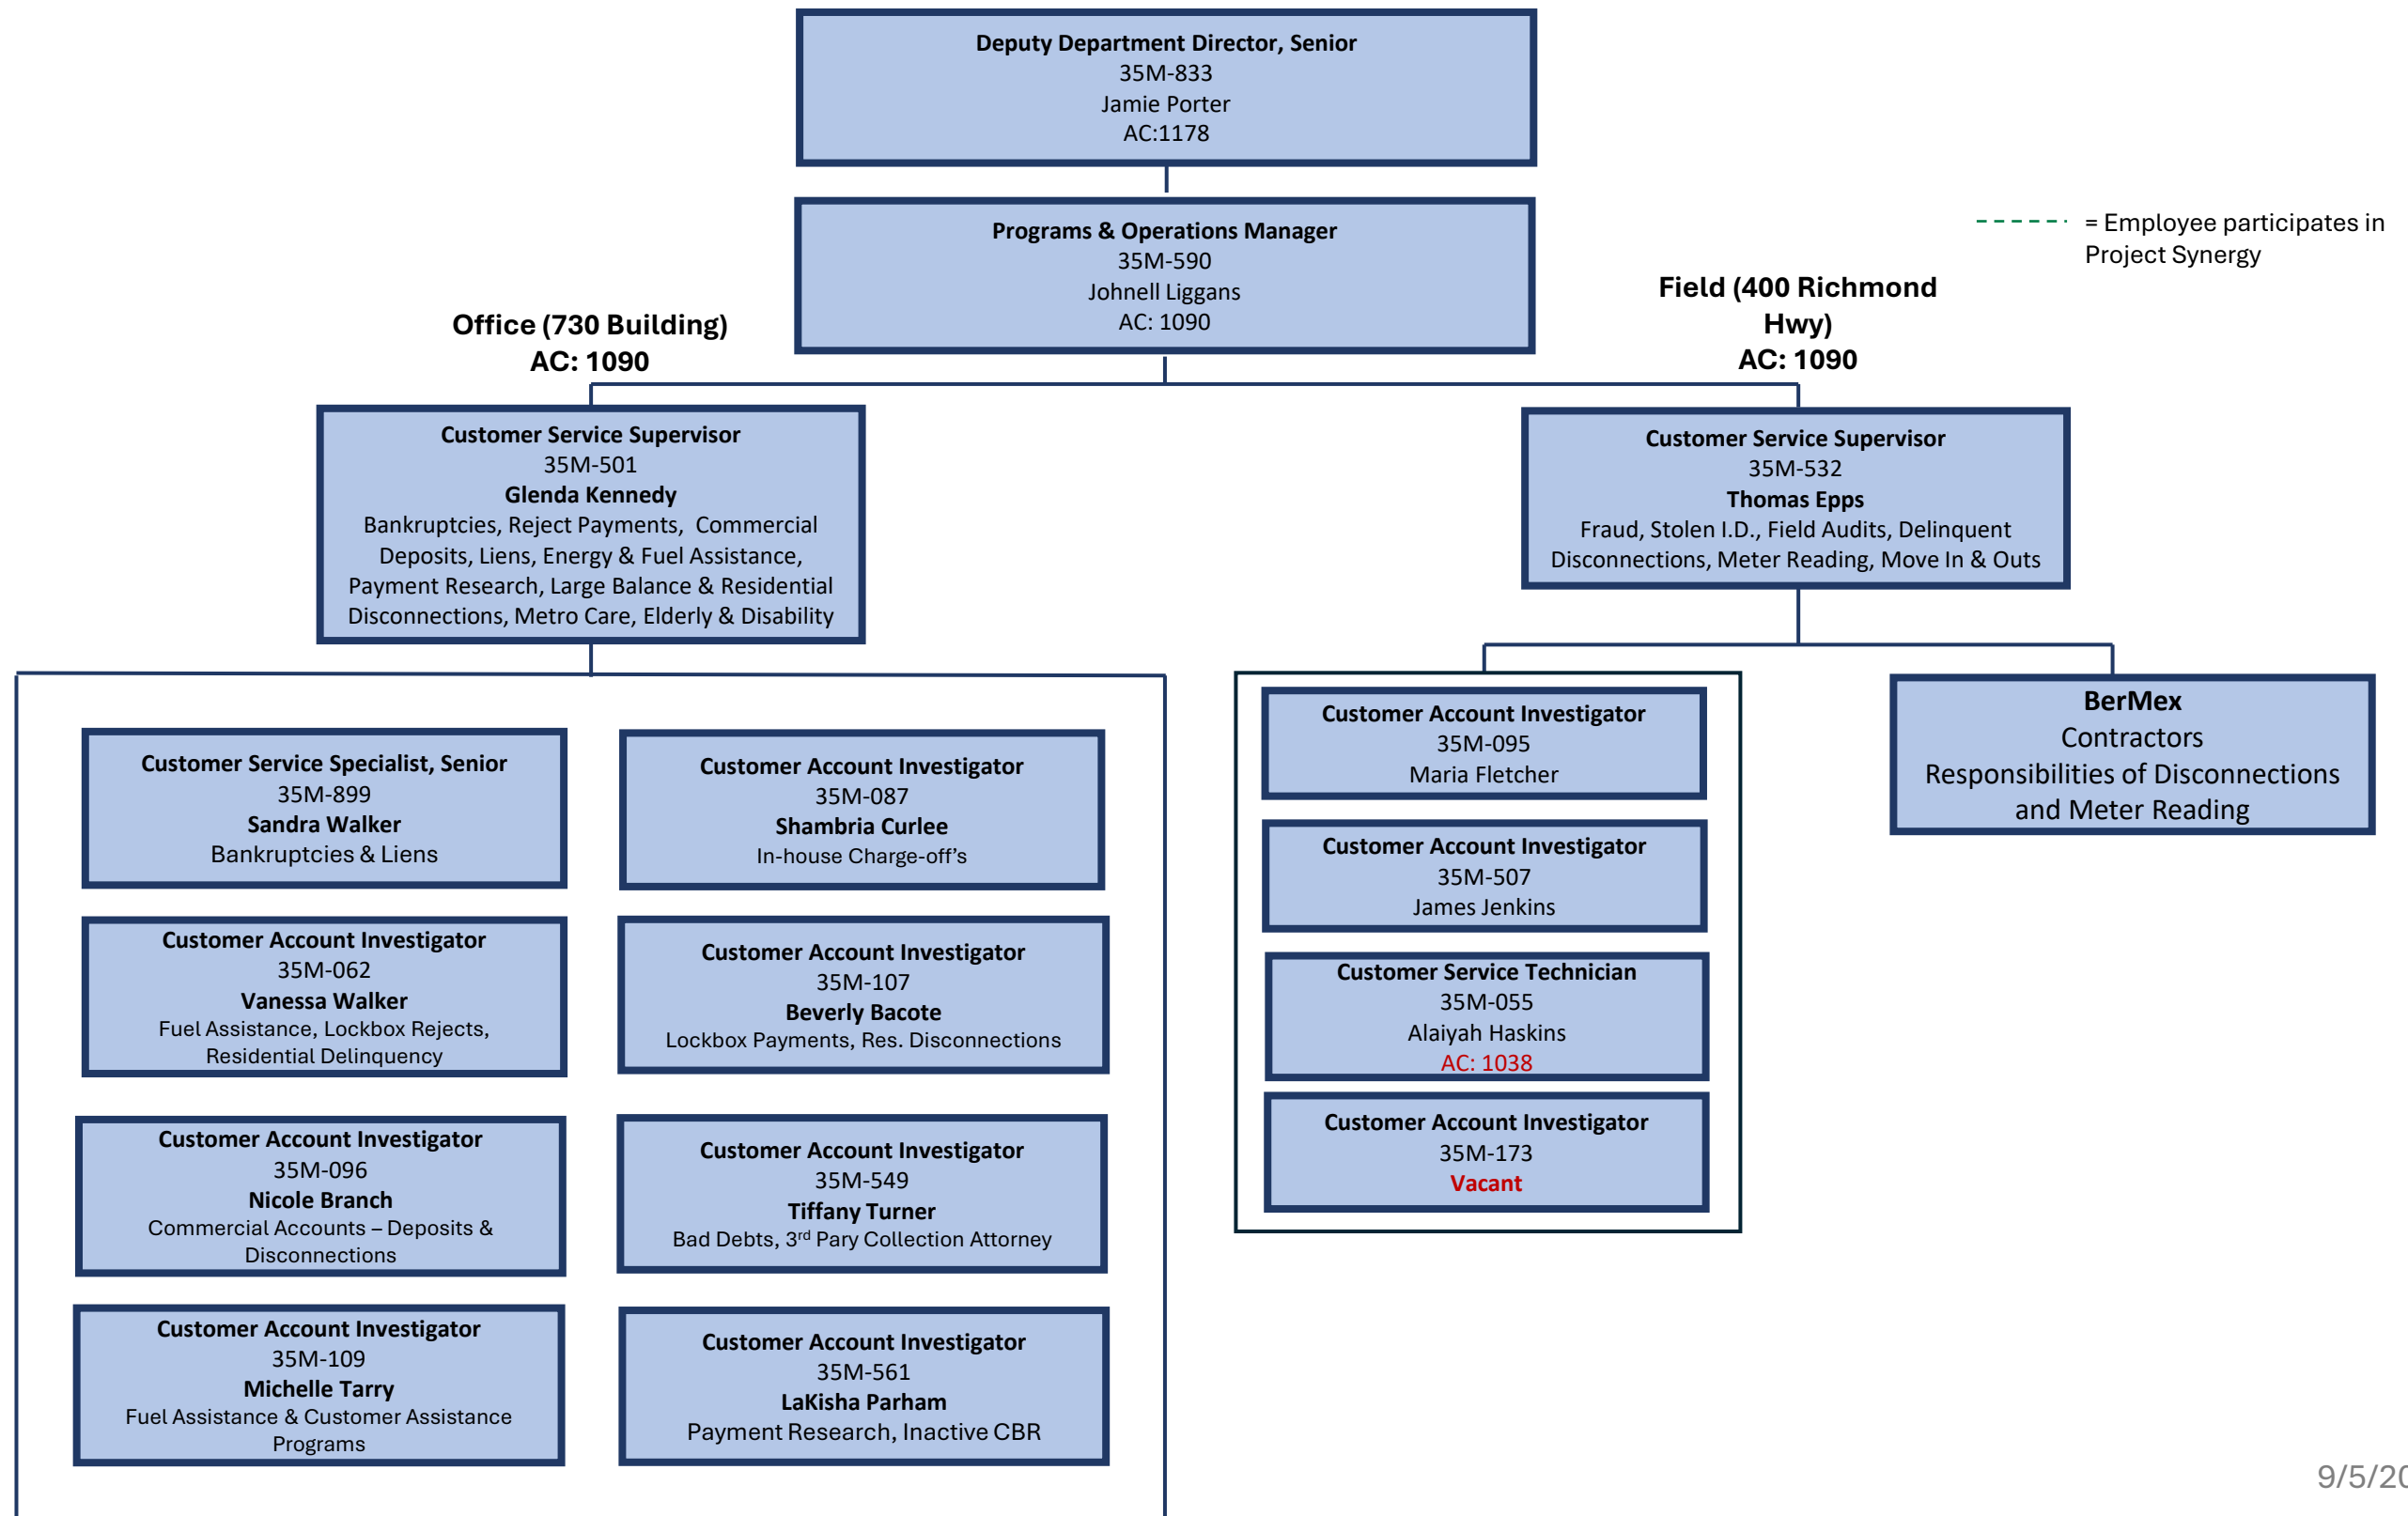 Deputy Department Director, Senior
35M-833
Jamie Porter
AC:1178
Programs & Operations Manager
35M-590
Johnell Liggans
AC: 1090
= Employee participates in
Project Synergy
Office (730 Building)
AC: 1090
Field (400 Richmond
Hwy)
AC: 1090
Customer Service Supervisor
35M-501
Glenda Kennedy
Bankruptcies, Reject Payments, Commercial
Deposits, Liens, Energy & Fuel Assistance,
Payment Research, Large Balance & Residential
Disconnections, Metro Care, Elderly & Disability
Customer Service Supervisor
35M-532
Thomas Epps
Fraud, Stolen I.D., Field Audits, Delinquent
Disconnections, Meter Reading, Move In & Outs
Customer Service Specialist, Senior
35M-899
Sandra Walker
Bankruptcies & Liens
Customer Account Investigator
35M-087
Shambria Curlee
In-house Charge-off’s
Customer Account Investigator
35M-062
Vanessa Walker
Fuel Assistance, Lockbox Rejects,
Residential Delinquency
Customer Account Investigator
35M-107
Beverly Bacote
Lockbox Payments, Res. Disconnections
Customer Account Investigator
35M-096
Nicole Branch
Commercial Accounts – Deposits &
Disconnections
Customer Account Investigator
35M-549
Tiffany Turner
Bad Debts, 3rd Pary Collection Attorney
Customer Account Investigator
35M-109
Michelle Tarry
Fuel Assistance & Customer Assistance
Programs
Customer Account Investigator
35M-561
LaKisha Parham
Payment Research, Inactive CBR
Customer Account Investigator
35M-095
Maria Fletcher
Customer Account Investigator
35M-507
James Jenkins
Customer Service Technician
35M-055
Alaiyah Haskins
AC: 1038
Customer Account Investigator
35M-173
Vacant
BerMex
Contractors
Responsibilities of Disconnections
and Meter Reading
9/5/20